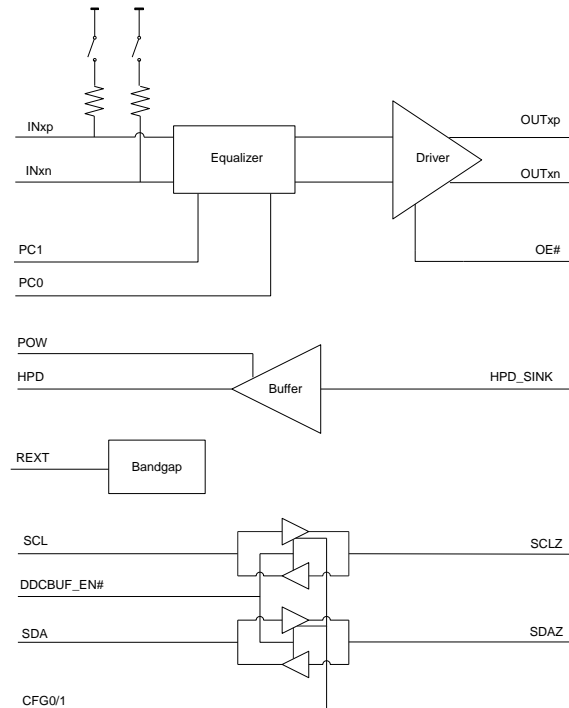 INxp
OUTxp
Equalizer
Driver
INxn
OUTxn
PC1
OE#
PC0
POW
HPD
Buffer
HPD_SINK
REXT
Bandgap
SCL
SCLZ
DDCBUF_EN#
SDA
SDAZ
CFG0/1